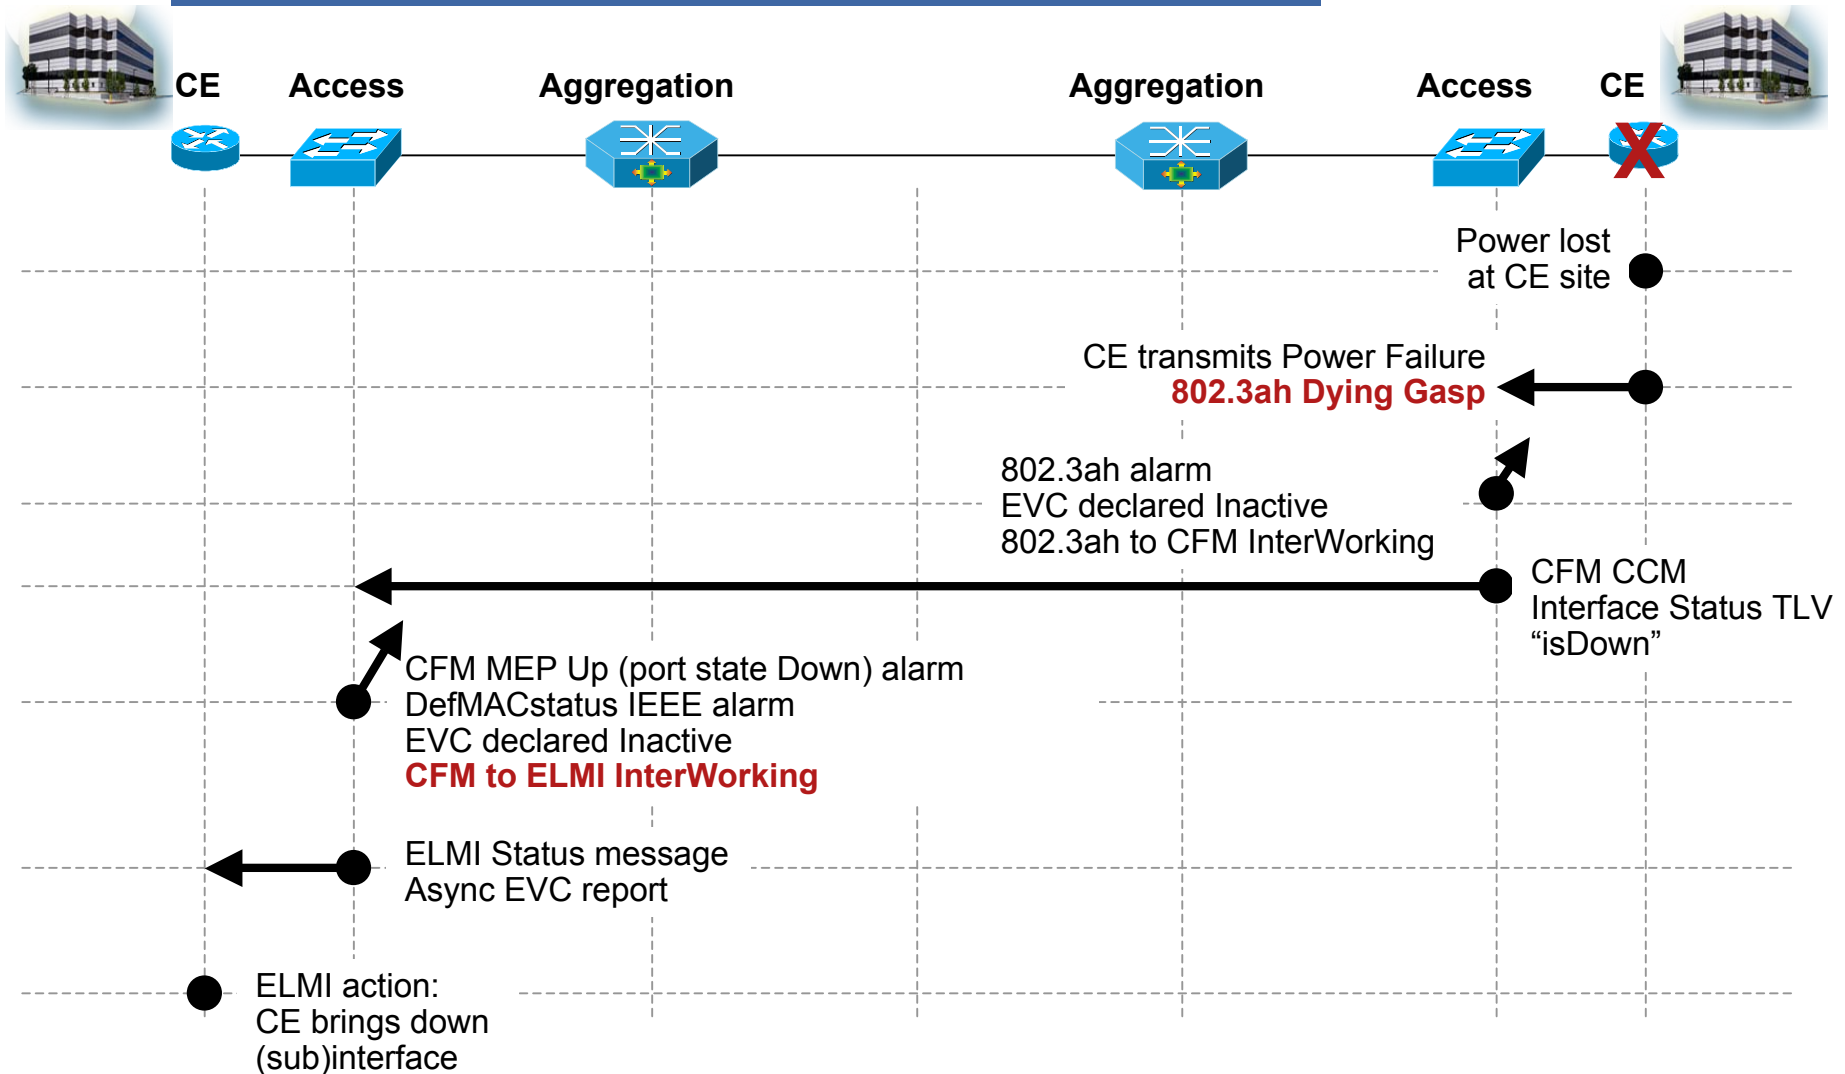 CE Access Aggregation Aggregation Access CE
Power lost
at CE site
CE transmits Power Failure
802.3ah Dying Gasp
802.3ah alarm
EVC declared Inactive
802.3ah to CFM InterWorking
CFM CCM
Interface Status TLV
“isDown”
CFM MEP Up (port state Down) alarm
DefMACstatus IEEE alarm
EVC declared Inactive
CFM to ELMI InterWorking
ELMI Status message
Async EVC report
ELMI action:
CE brings down
(sub)interface